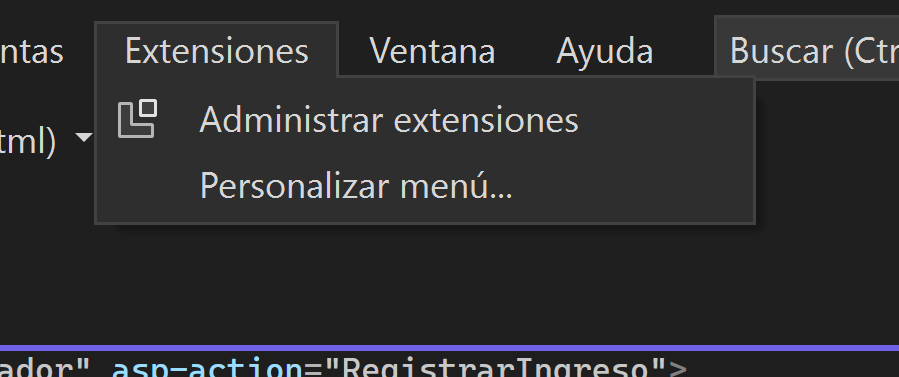 ntas Extensiones Ventana Ayuda Buscar (Ctr
Administrar extensiones
tml)
Personalizar menú...
ador" asp-action="RegistrarIngreso">